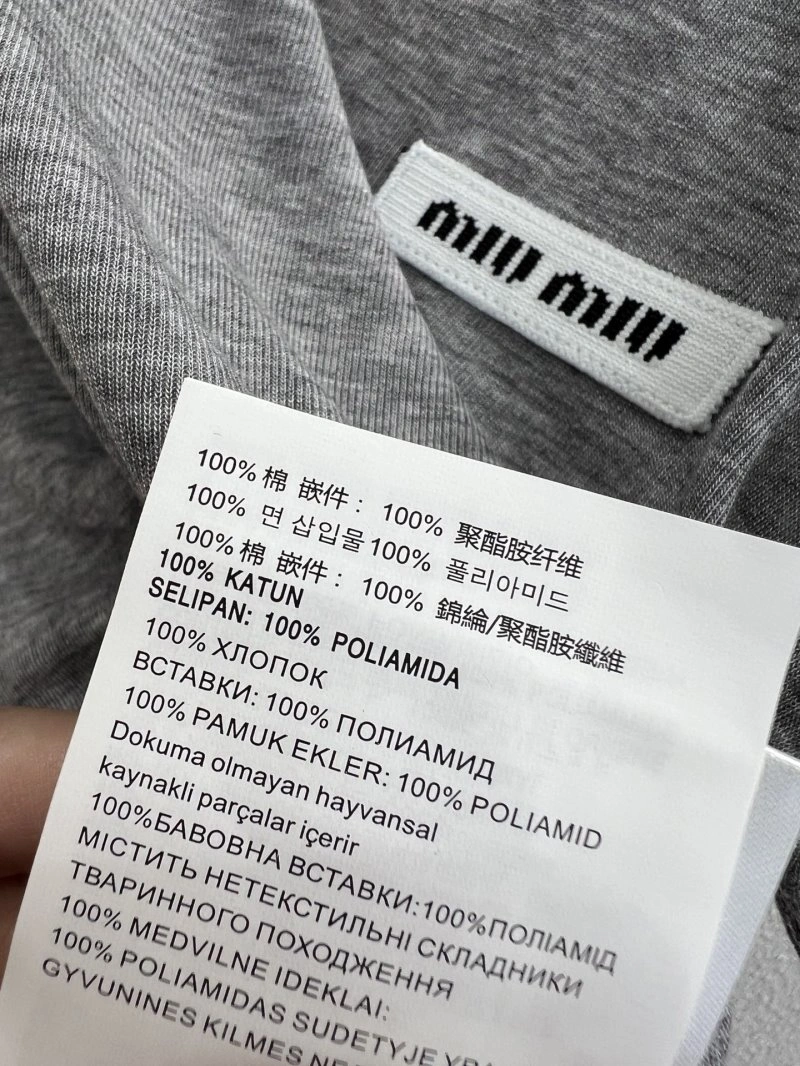 miu miu
100% 棉 嵌件： 100% 聚酯胺纤维
100% 면 삽입물 100% 폴리아미드
100% 棉 嵌件： 100% 錦綸/聚酯胺纖維
100% KATUN
SELIPAN: 100% POLIAMIDA
100% ХЛОПОК
ВСТАВКИ: 100% ПОЛИАМИД
100% PAMUK EKLER: 100% POLIAMID
Dokuma olmayan hayvansal
kaynakli parçalar içerir
100%БАВОВНА ВСТАВКИ:100%ПОЛІАМІД
МІСТИТЬ НЕТЕКСТИЛЬНІ СКЛАДНИКИ
ТВАРИННОГО ПОХОДЖЕННЯ
100% MEDVILNE IDEKLAI:
100% POLIAMIDAS SUDETYJE
GYVUNINES KILMES